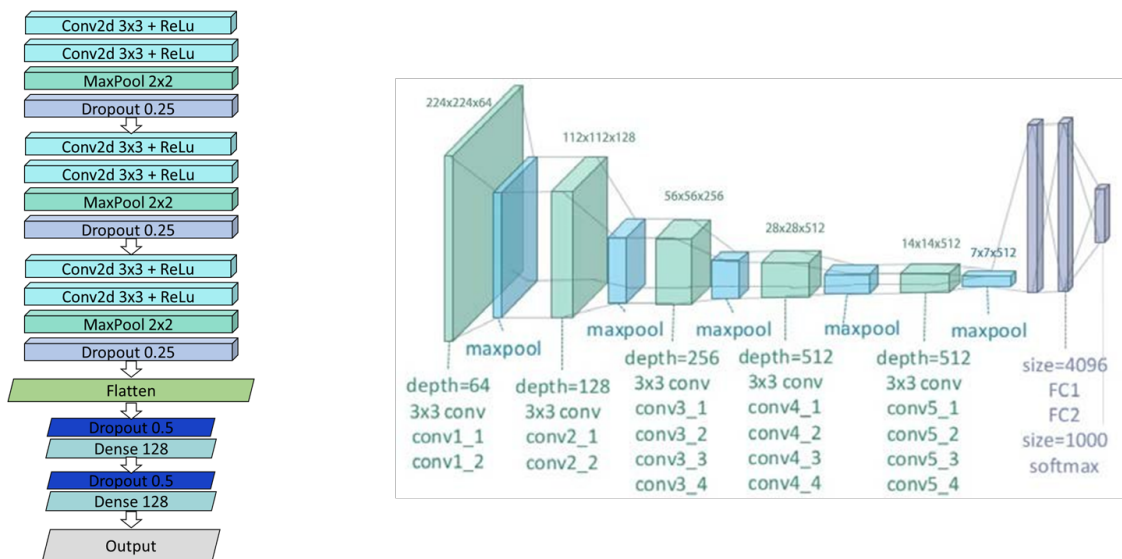 Conv2d 3x3 + ReLu
Conv2d 3x3 + ReLu
MaxPool 2x2
Dropout 0.25
Conv2d 3x3 + ReLu
Conv2d 3x3 + ReLu
MaxPool 2x2
Dropout 0.25
Conv2d 3x3 + ReLu
Conv2d 3x3 + ReLu
MaxPool 2x2
Dropout 0.25
Flatten
Dropout 0.5
Dense 128
Dropout 0.5
Dense 128
Output
224x224x64
112x112x128
56x56x256
28x28x512
14x14x512
7x7x512
maxpool
maxpool
maxpool
maxpool
maxpool
depth=64
3x3 conv
conv1_1
conv1_2
depth=128
3x3 conv
conv2_1
conv2_2
depth=256
3x3 conv
conv3_1
conv3_2
conv3_3
conv3_4
depth=512
3x3 conv
conv4_1
conv4_2
conv4_3
conv4_4
depth=512
3x3 conv
conv5_1
conv5_2
conv5_3
conv5_4
size=4096
FC1
FC2
size=1000
softmax